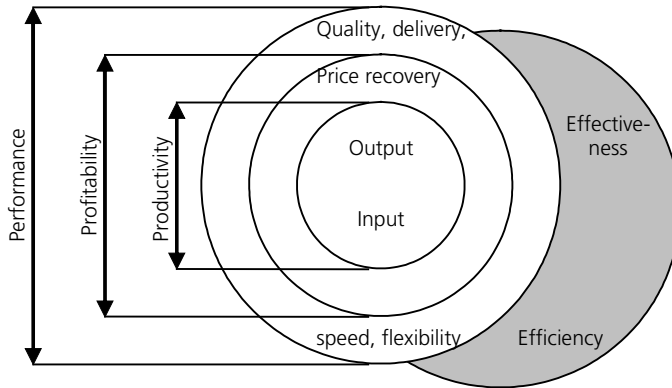 Quality, delivery,
Price recovery
Effective-
ness
Output
Input
Performance
Profitability
Productivity
speed, flexibility
Efficiency